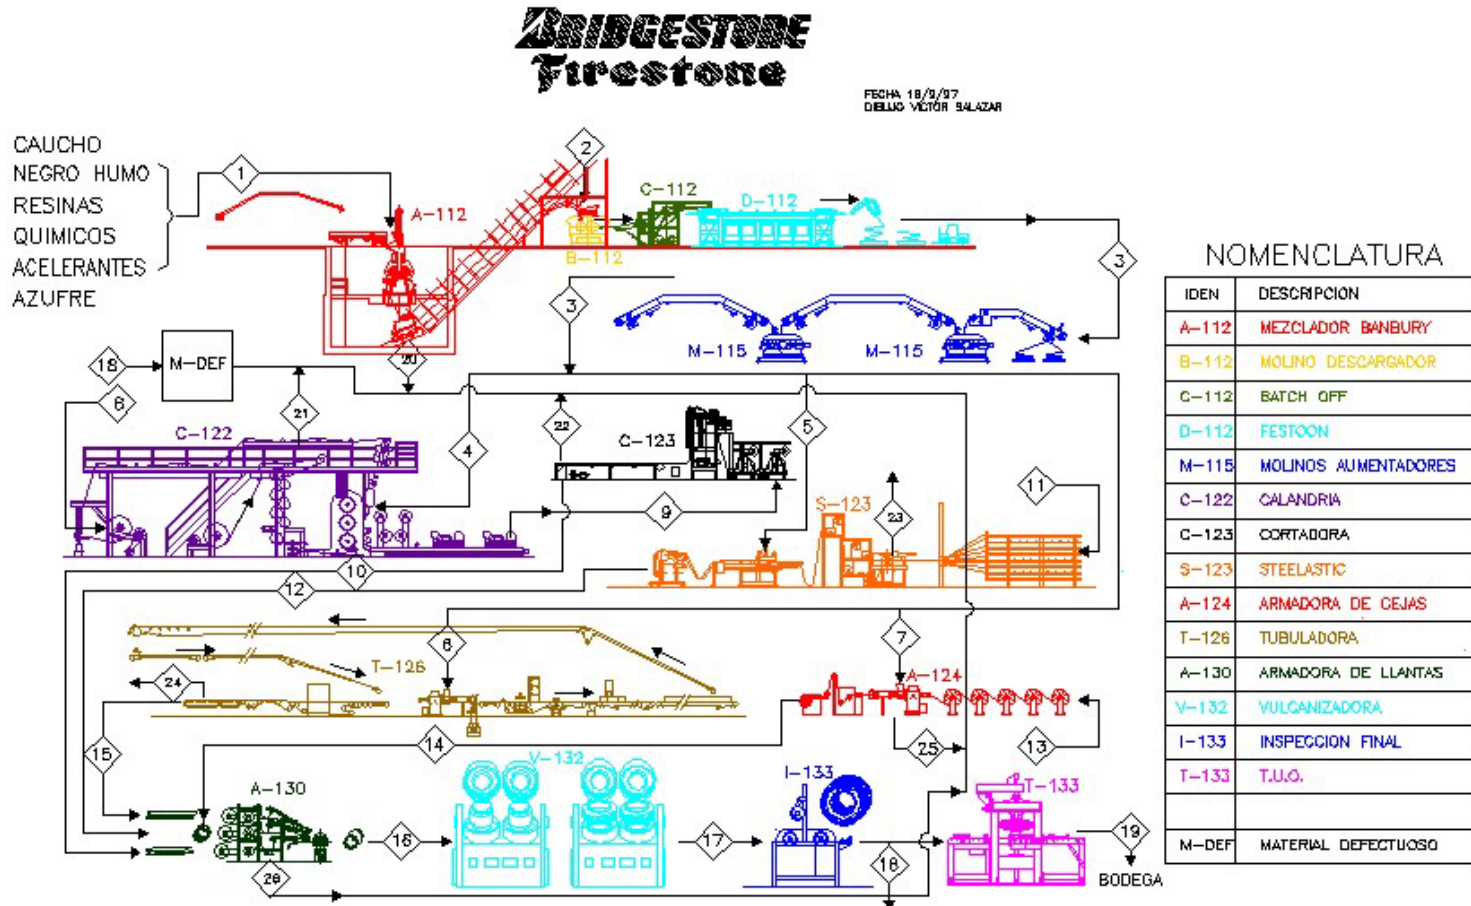 BRIDGESTONE
Firestone
FECHA 18/9/97
DIBUJO VICTOR SALAZAR
CAUCHO
NEGRO HUMO
RESINAS
QUIMICOS
ACELERANTES
AZUFRE
1
2
A-112
B-112
C-112
D-112
3
3
M-115
M-115
20
18
M-DEF
6
21
22
C-122
4
C-123
5
9
11
S-123
23
10
12
T-126
6
7
24
A-124
15
14
25
13
V-132
I-133
T-133
A-130
16
17
18
19
26
BODEGA
NOMENCLATURA
IDEN DESCRIPCION
A-112 MEZCLADOR BANBURY
B-112 MOLINO DESCARGADOR
C-112 BATCH OFF
D-112 FESTOON
M-115 MOLINOS AUMENTADORES
C-122 CALANDRIA
C-123 CORTADORA
S-123 STEELASTIC
A-124 ARMADORA DE CEJAS
T-126 TUBULADORA
A-130 ARMADORA DE LLANTAS
V-132 VULCANIZADORA
I-133 INSPECCION FINAL
T-133 T.U.O.
M-DEF MATERIAL DEFECTUOSO